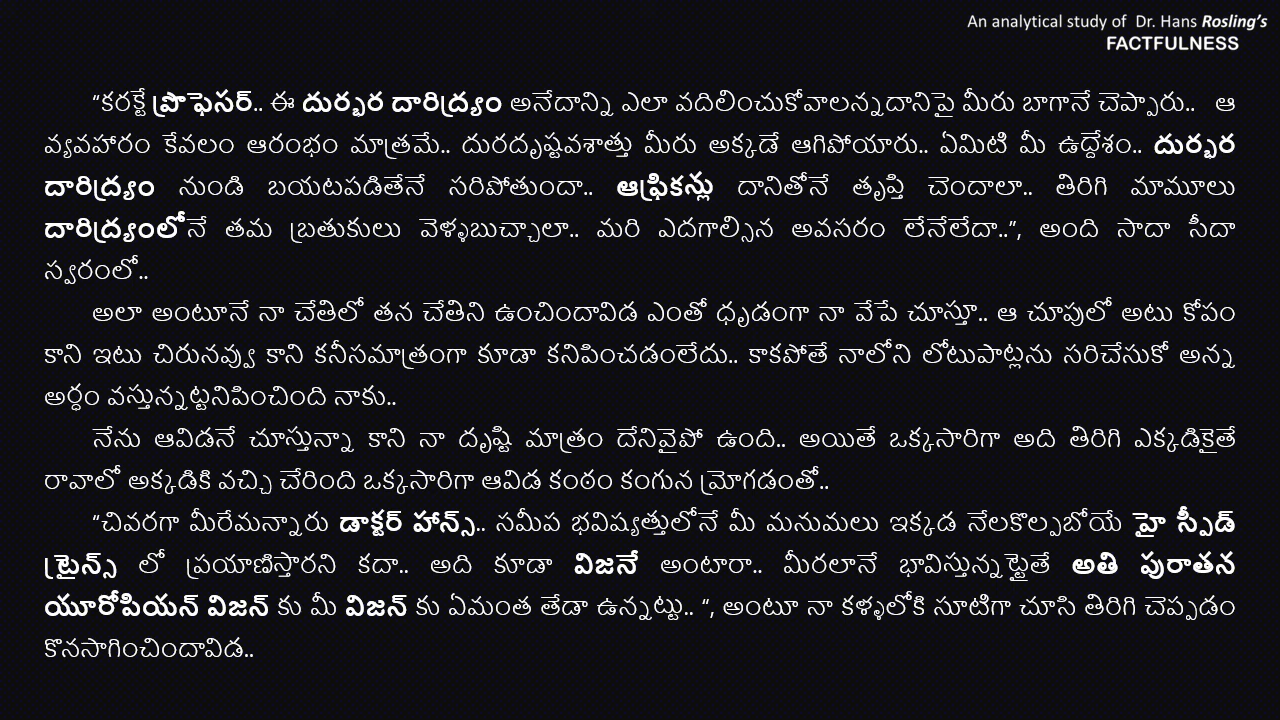 An analytical study of Dr. Hans Rosling's
FACTFULNESS
"కరక్టే ప్రొఫెసర్.. ఈ దుర్భర దారిద్ర్యం అనేదాన్ని ఎలా వదిలించుకోవాలన్నదానిపై మీరు బాగానే చెప్పారు.. ఆ
వ్యవహారం కేవలం ఆరంభం మాత్రమే.. దురదృష్టవశాత్తు మీరు అక్కడే ఆగిపోయారు.. ఏమిటి మీ ఉద్దేశం.. దుర్భర
దారిద్ర్యం నుండి బయటపడితేనే సరిపోతుందా.. ఆఫ్రికన్లు దానితోనే తృప్తి చెందాలా.. తిరిగి మామూలు
దారిద్ర్యంలోనే తమ బ్రతుకులు వెళ్ళబుచ్చాలా.. మరి ఎదగాల్సిన అవసరం లేనేలేదా..", అంది సాదా సీదా
స్వరంలో..
అలా అంటూనే నా చేతిలో తన చేతిని ఉంచిందావిడ ఎంతో ధృడంగా నా వేపే చూస్తూ.. ఆ చూపులో అటు కోపం
కాని ఇటు చిరునవ్వు కాని కనీసమాత్రంగా కూడా కనిపించడంలేదు.. కాకపోతే నాలోని లోటుపాట్లను సరిచేసుకో అన్న
అర్ధం వస్తున్నట్టనిపించింది నాకు..
నేను ఆవిడనే చూస్తున్నా కాని నా దృష్టి మాత్రం దేనివైపో ఉంది.. అయితే ఒక్కసారిగా అది తిరిగి ఎక్కడికైతే
రావాలో అక్కడికి వచ్చి చేరింది ఒక్కసారిగా ఆవిడ కంఠం కంగున మ్రోగడంతో..
"చివరగా మీరేమన్నారు డాక్టర్ హాన్స్.. సమీప భవిష్యత్తులోనే మీ మనుమలు ఇక్కడ నేలకొల్పబోయే హై స్పీడ్
ట్రైన్స్ లో ప్రయాణిస్తారని కదా.. అది కూడా విజనే అంటారా.. మీరలానే భావిస్తున్నట్టైతే అతి పురాతన
యూరోపియన్ విజన్ కు మీ విజన్ కు ఏమంత తేడా ఉన్నట్టు.. ", అంటూ నా కళ్ళలోకి సూటిగా చూసి తిరిగి చెప్పడం
కొనసాగించిందావిడ..